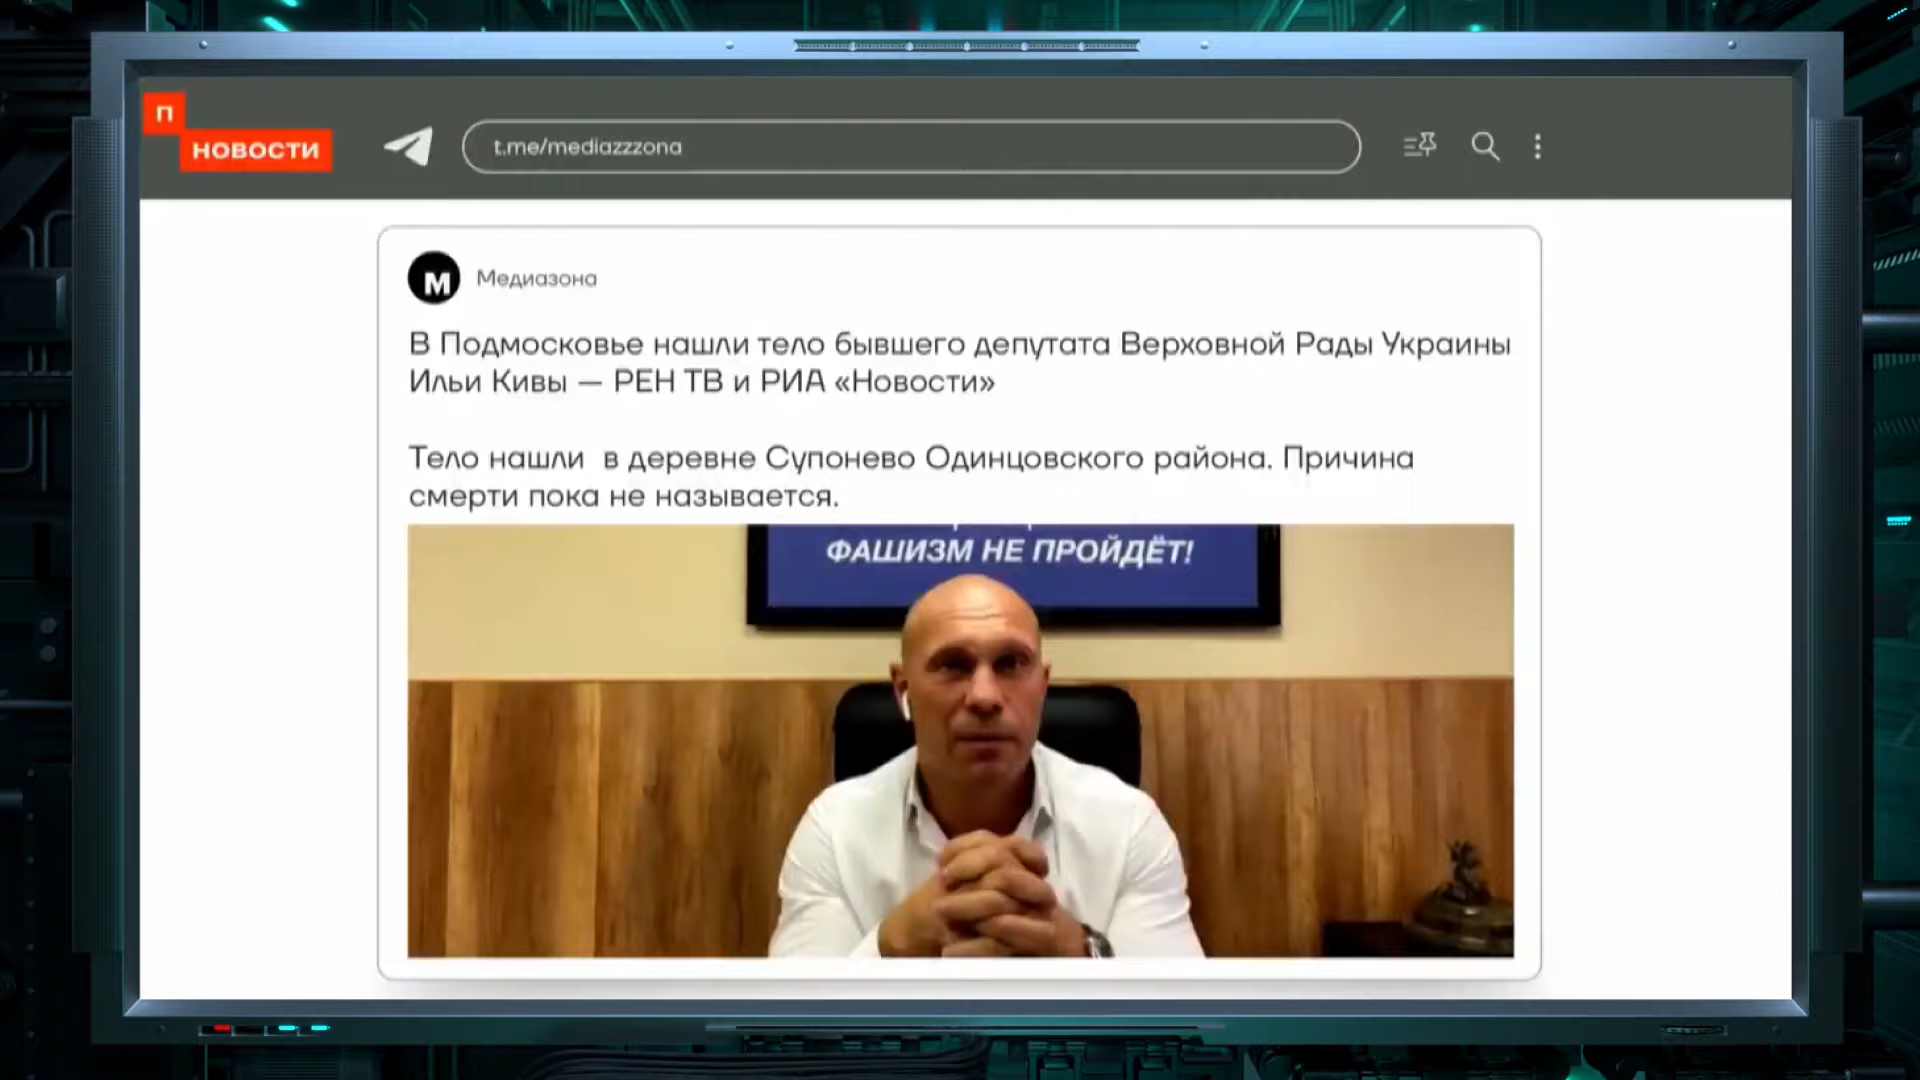 П
НОВОСТИ
t.me/mediazzzona
М
Медиазона
В Подмосковье нашли тело бывшего депутата Верховной Рады Украины
Ильи Кивы — РЕН ТВ и РИА «Новости»
Тело нашли в деревне Супонево Одинцовского района. Причина
смерти пока не называется.
ФАШИЗМ НЕ ПРОЙДЁТ!